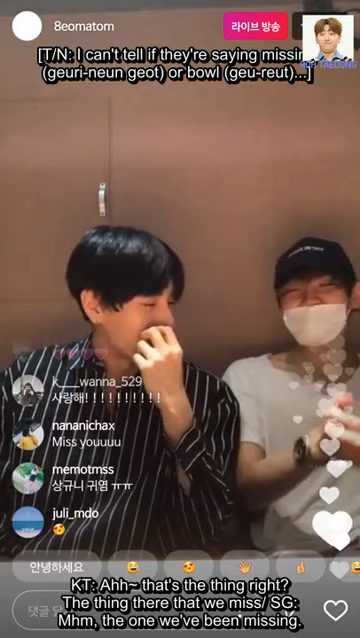 8eomatom
라이브 방송
[T/N: I can't tell if they're saying missin
(geuri-neun geot) or bowl (geu-reut)...]
k___wanna_529
사랑해! ! ! ! ! ! ! ! ! !
nananichax
Miss youuuu
memotmss
상규니 귀엽 ㅠㅠ
juli_mdo
😍
안녕하세요
댓글
KT: Ahh~ that's the thing right?
The thing there that we miss/ SG:
Mhm, the one we've been missing.